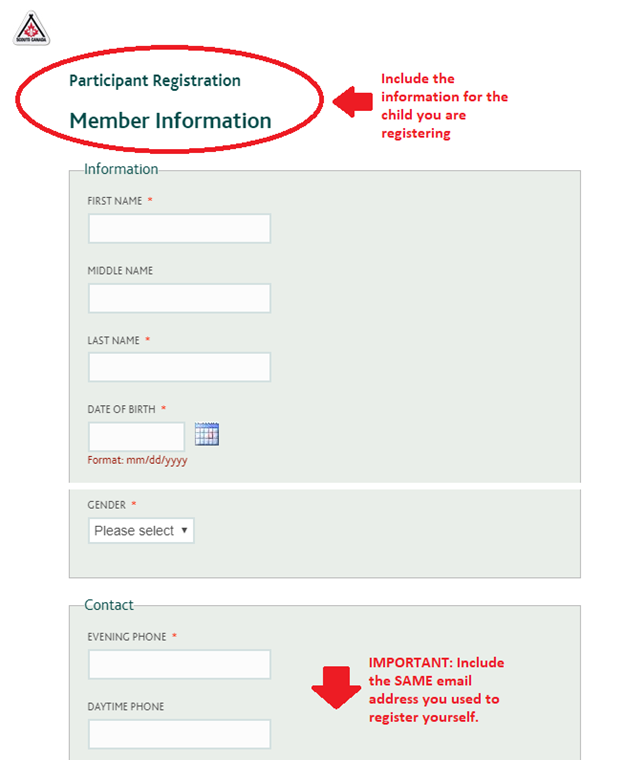 SCOUTS CANADA
Participant Registration
Member Information
Include the
information for the
child you are
registering
Information
FIRST NAME *
MIDDLE NAME
LAST NAME *
DATE OF BIRTH *
Format: mm/dd/yyyy
GENDER *
Please select
Contact
EVENING PHONE *
IMPORTANT: Include
the SAME email
address you used to
register yourself.
DAYTIME PHONE